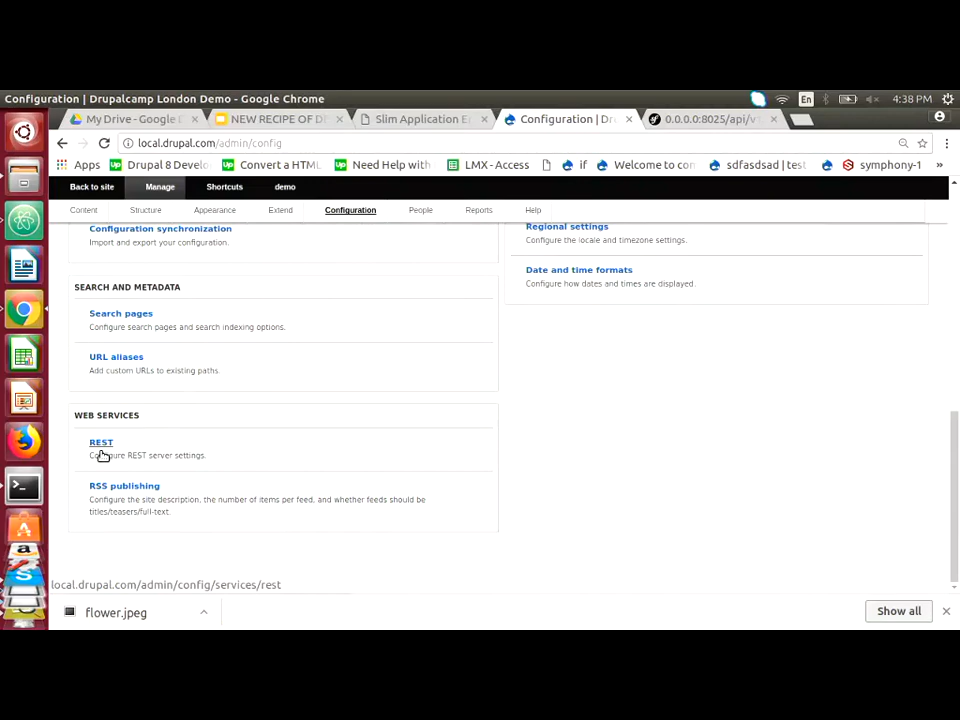 Configuration | Drupalcamp London Demo - Google Chrome
En
4:38 PM
My Drive - Google D
NEW RECIPE OF D
Slim Application E
Configuration | Dr
0.0.0.0:8025/api/v
local.drupal.com/admin/config
Apps
Drupal 8 Develo
Convert a HTML
Need Help with
LMX - Access
if
Welcome to con
sdfasdsad | test
symphony-1
»
Back to site
Manage
Shortcuts
demo
Content
Structure
Appearance
Extend
Configuration
People
Reports
Help
Configuration synchronization
Import and export your configuration.
Regional settings
Configure the locale and timezone settings.
Date and time formats
Configure how dates and times are displayed.
SEARCH AND METADATA
Search pages
Configure search pages and search indexing options.
URL aliases
Add custom URLs to existing paths.
WEB SERVICES
REST
REST server settings.
RSS publishing
Configure the site description, the number of items per feed, and whether feeds should be
titles/teasers/full-text.
local.drupal.com/admin/config/services/rest
flower.jpeg
Show all